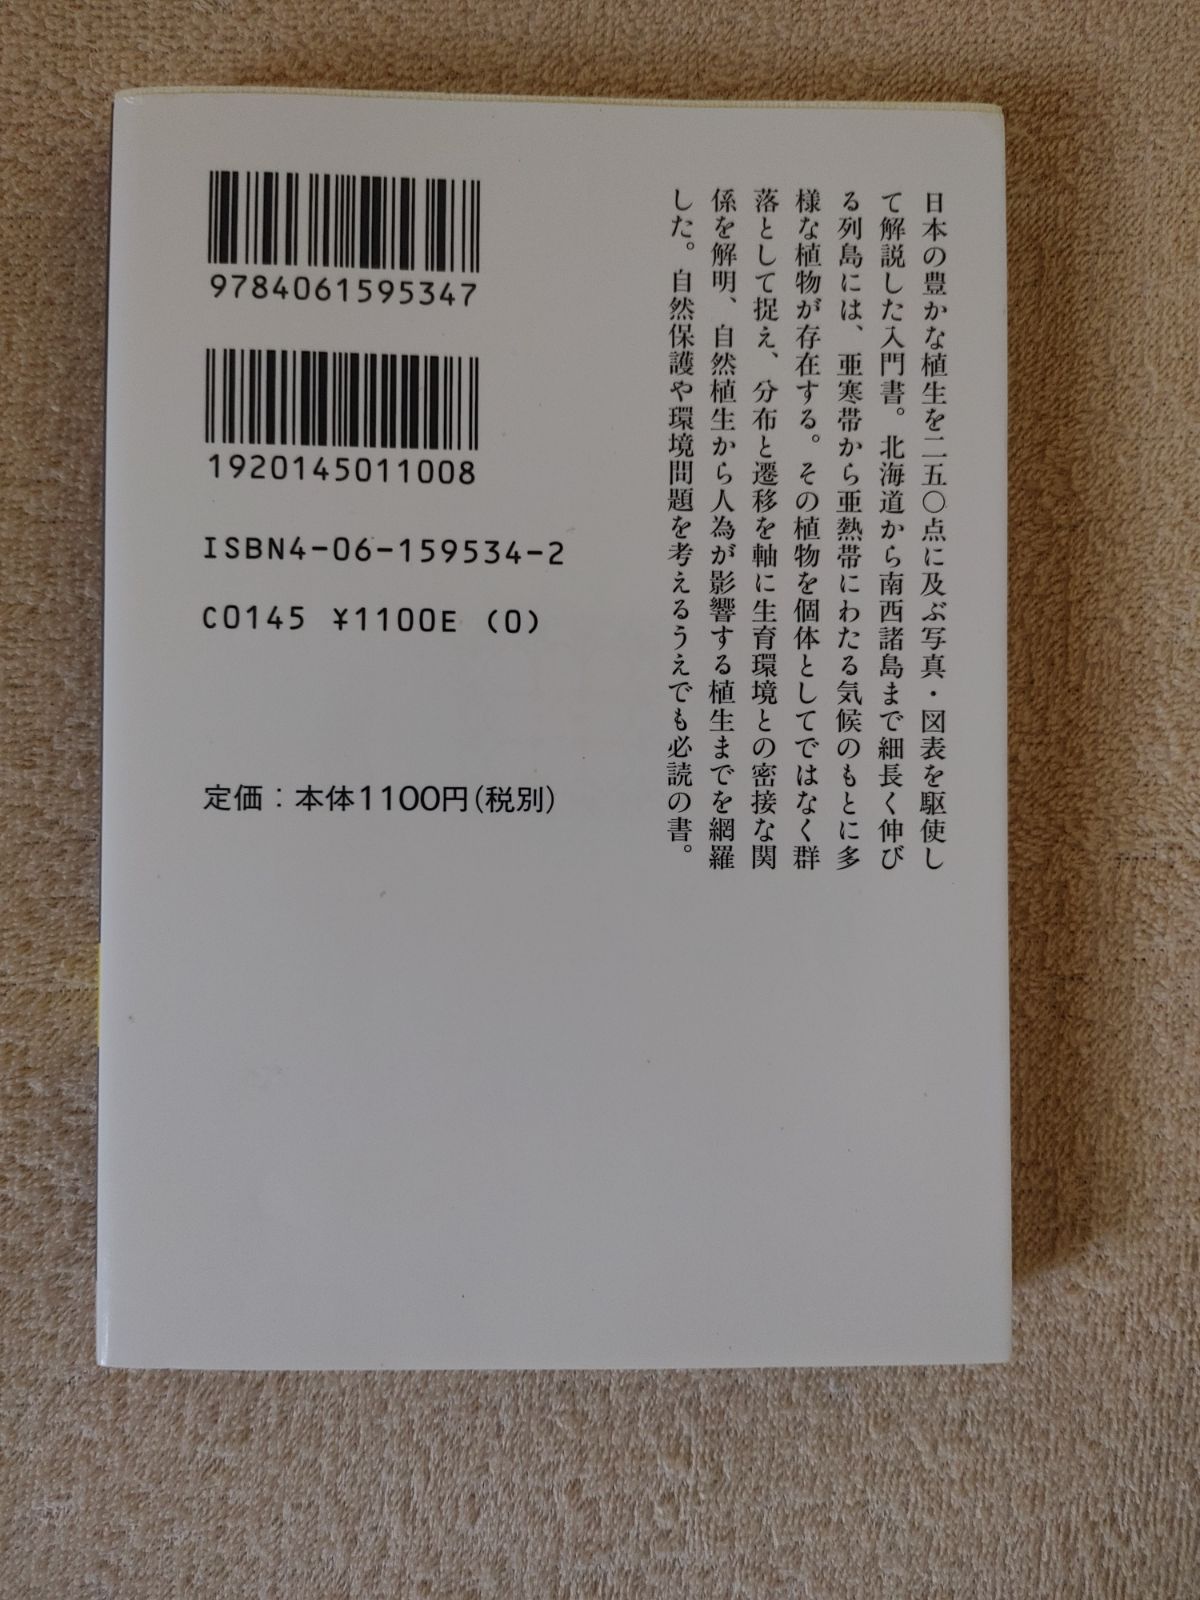 日本の豊かな植生を二五〇点に及ぶ写真・図表を駆使し
て解説した入門書。北海道から南西諸島まで細長く伸び
る列島には、亜寒帯から亜熱帯にわたる気候のもとに多
様な植物が存在する。その植物を個体としてではなく群
落として捉え、分布と遷移を軸に生育環境との密接な関
係を解明、自然植生から人為が影響する植生までを網羅
した。自然保護や環境問題を考えるうえでも必読の書。
9784061595347
1920145011008
ISBN4-06-159534-2
C0145 ¥1100E (0)
定価：本体1100円(税別)